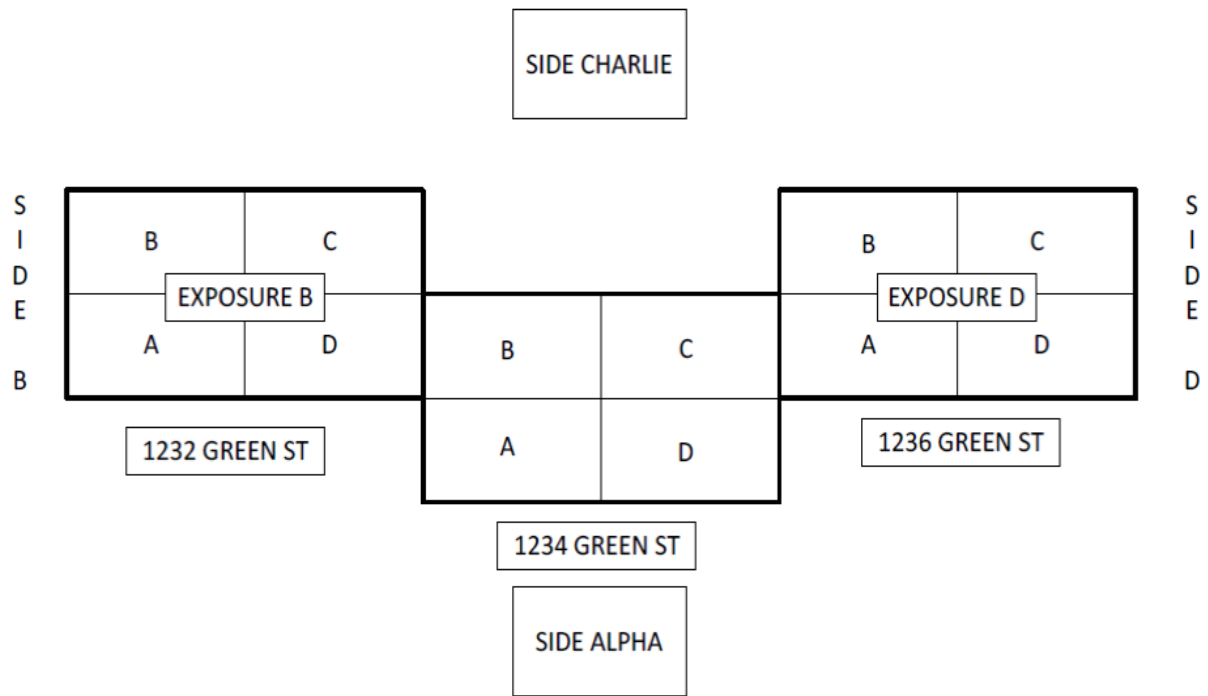 SIDE CHARLIE
S
I
D
E
B
B C
EXPOSURE B
A D
1232 GREEN ST
B C
A D
1234 GREEN ST
B C
EXPOSURE D
A D
1236 GREEN ST
S
I
D
E
D
SIDE ALPHA